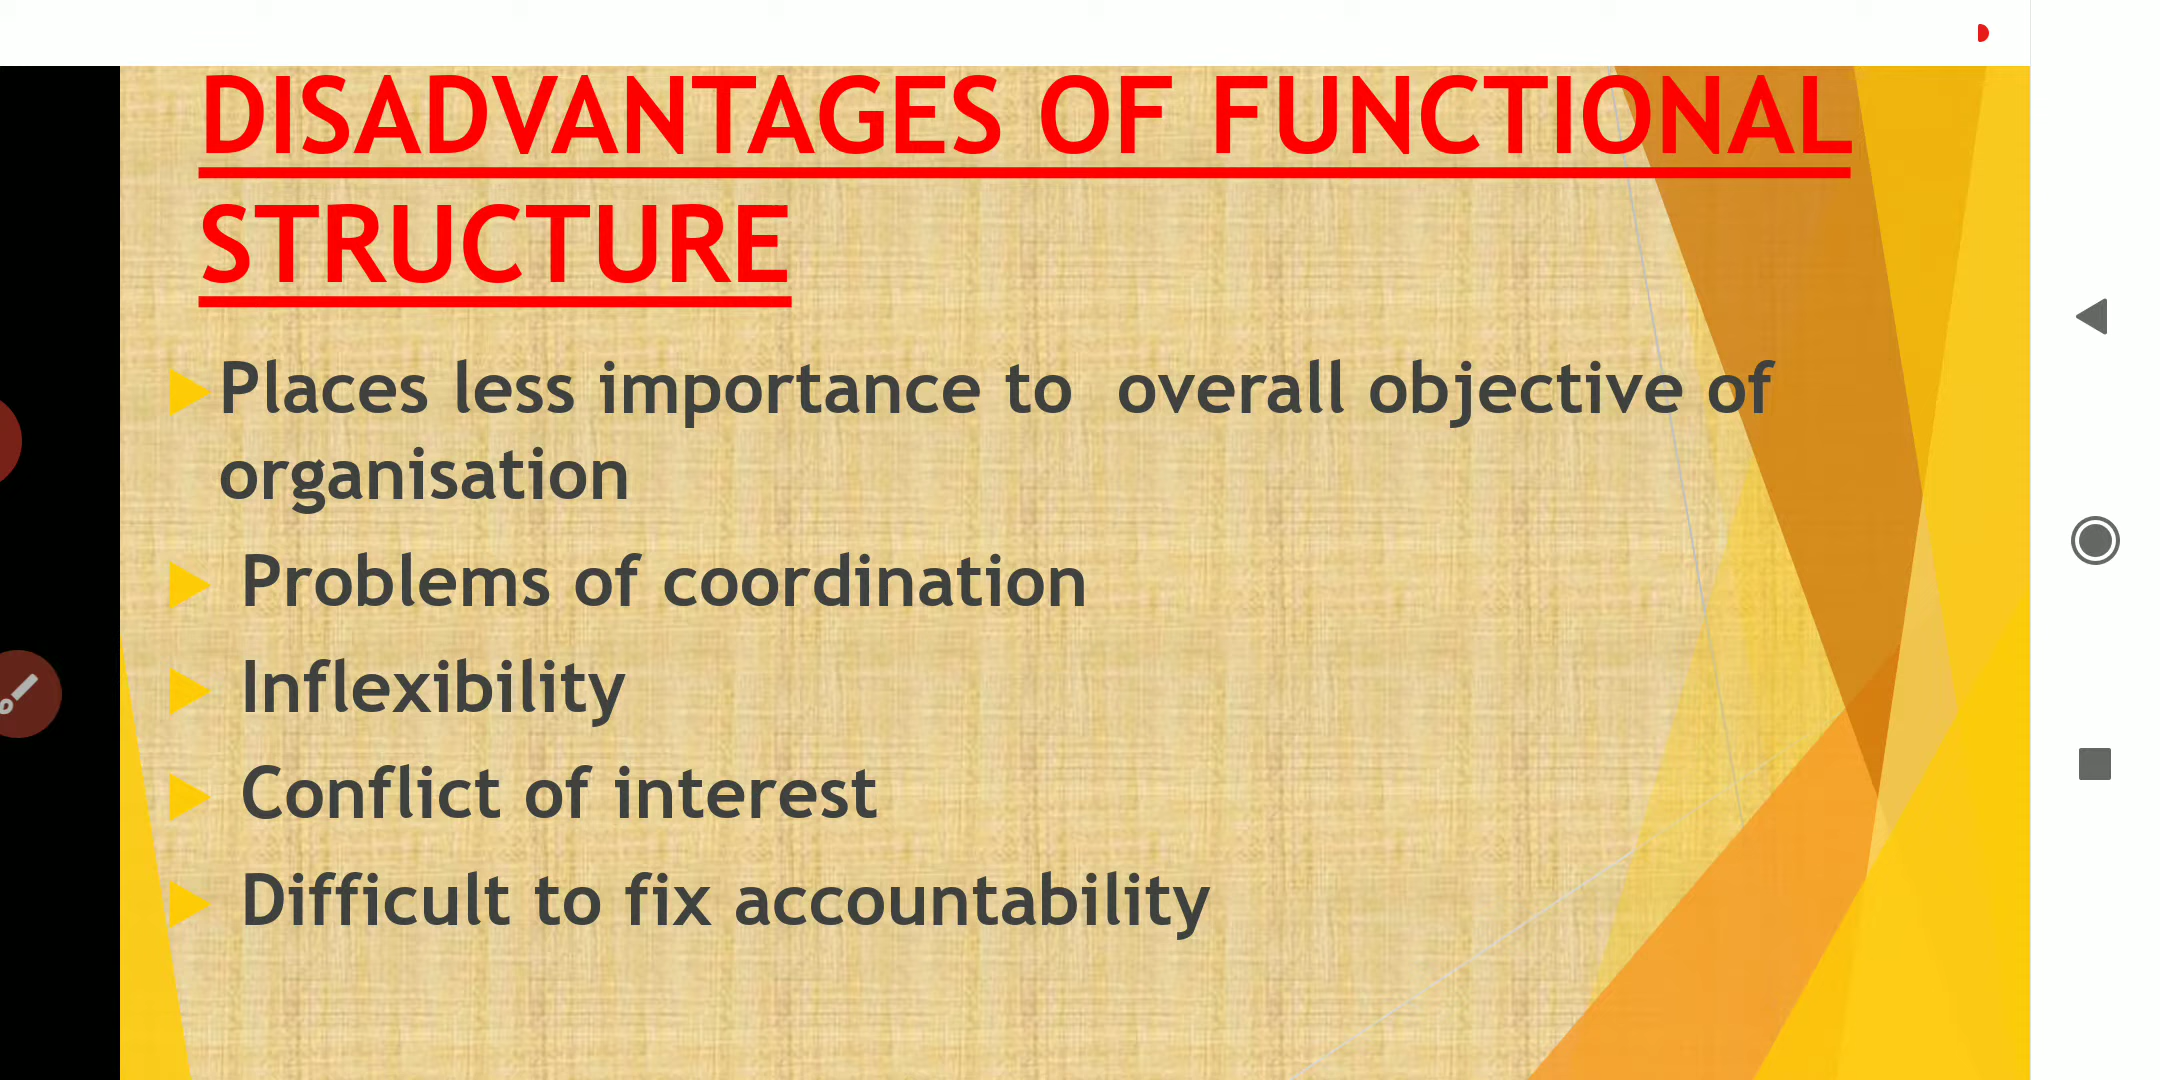 DISADVANTAGES OF FUNCTIONAL
STRUCTURE
Places less importance to overall objective of
organisation
Problems of coordination
Inflexibility
Conflict of interest
Difficult to fix accountability